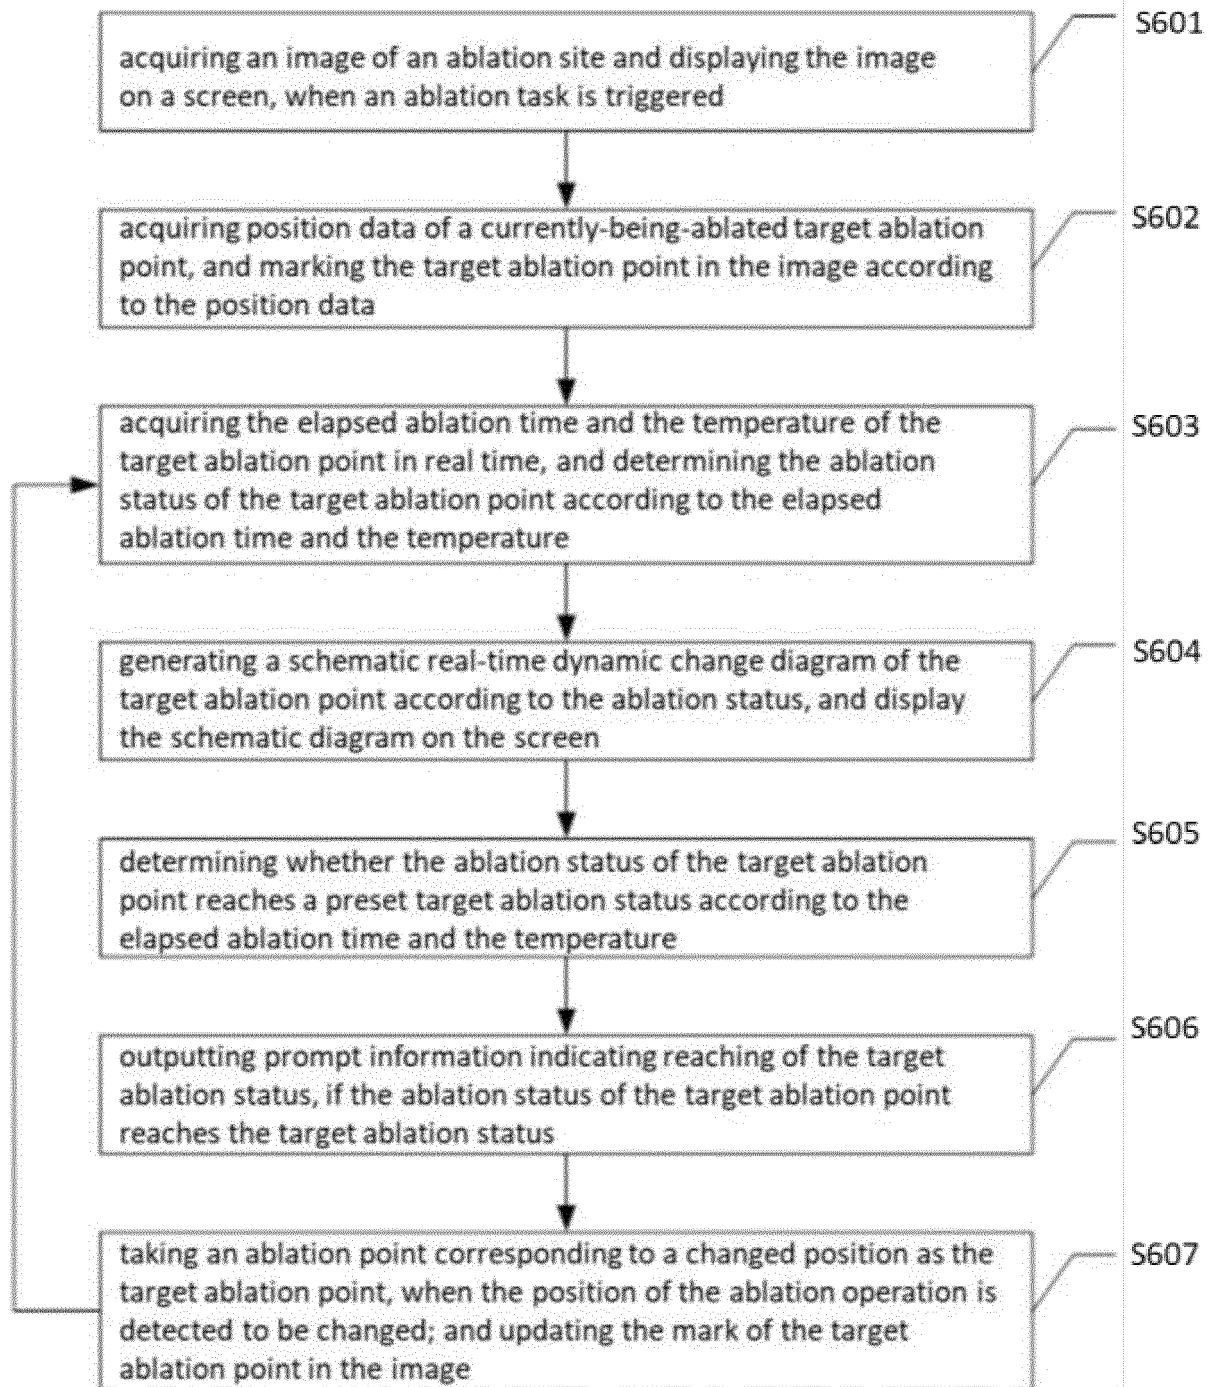 S601
acquiring an image of an ablation site and displaying the image
on a screen, when an ablation task is triggered
S602
acquiring position data of a currently-being-ablated target ablation
point, and marking the target ablation point in the image according
to the position data
S603
acquiring the elapsed ablation time and the temperature of the
target ablation point in real time, and determining the ablation
status of the target ablation point according to the elapsed
ablation time and the temperature
S604
generating a schematic real-time dynamic change diagram of the
target ablation point according to the ablation status, and display
the schematic diagram on the screen
S605
determining whether the ablation status of the target ablation
point reaches a preset target ablation status according to the
elapsed ablation time and the temperature
S606
outputting prompt information indicating reaching of the target
ablation status, if the ablation status of the target ablation point
reaches the target ablation status
S607
taking an ablation point corresponding to a changed position as the
target ablation point, when the position of the ablation operation is
detected to be changed; and updating the mark of the target
ablation point in the image